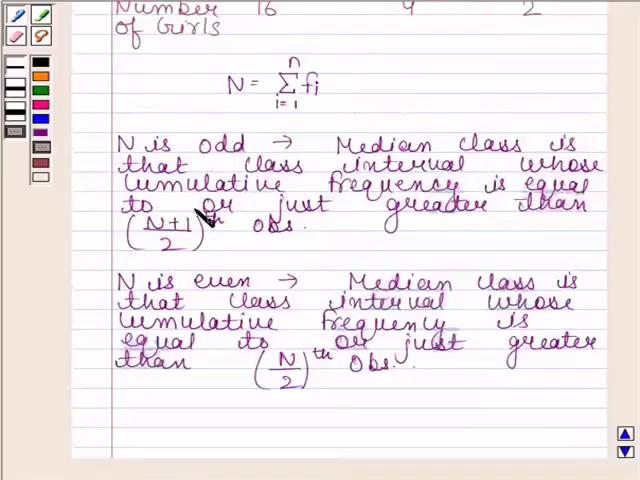 Number 16 4 2
of Girls
N = n Σ i=1 fi
N is odd → Median class is
that class interval whose
cumulative frequency is equal
to or just greater than
(N+1/2)th obs.
N is even → Median class is
that class interval whose
cumulative frequency is
equal to or just greater
than (N/2)th obs.